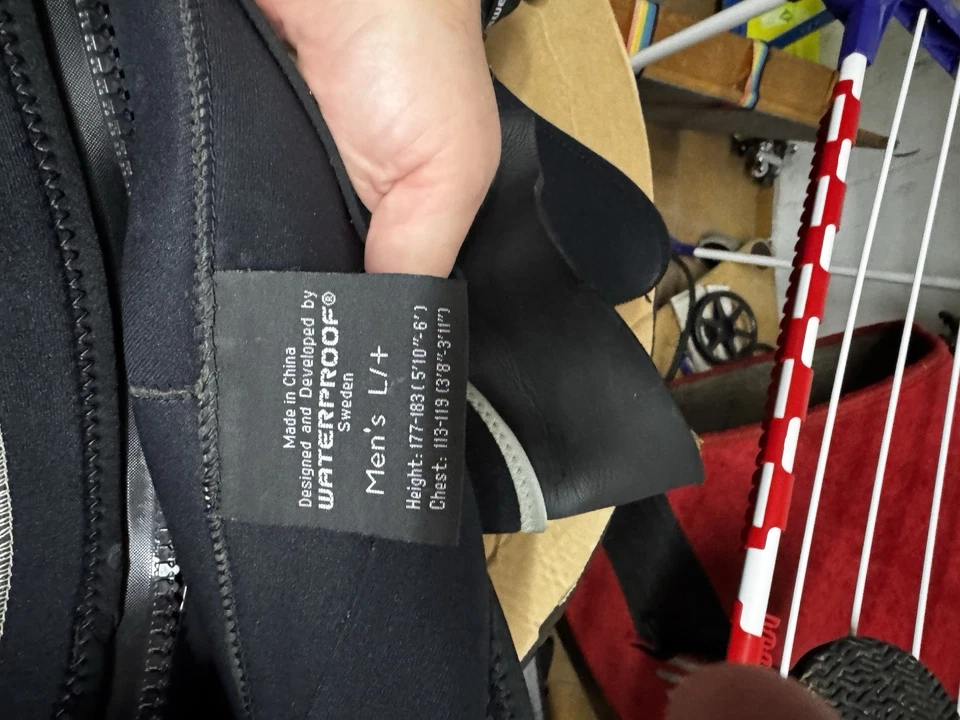 Made in China
Designed and Developed by
WATERPROOF®
Sweden
Men's L/+
Height: 177-183 (5'10"-6')
Chest: 113-119 (3'8"-3'11")